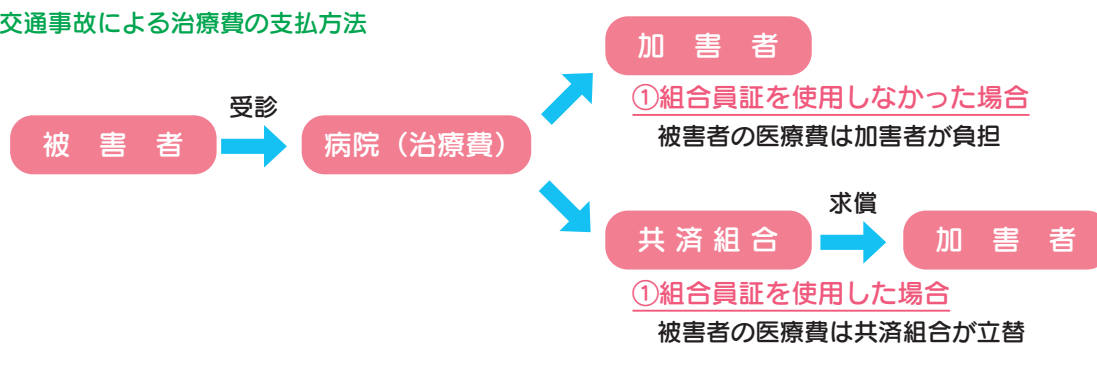 交通事故による治療費の支払方法
被害者
受診
病院（治療費）
加害者
①組合員証を使用しなかった場合
被害者の医療費は加害者が負担
共済組合
求償
加害者
①組合員証を使用した場合
被害者の医療費は共済組合が立替